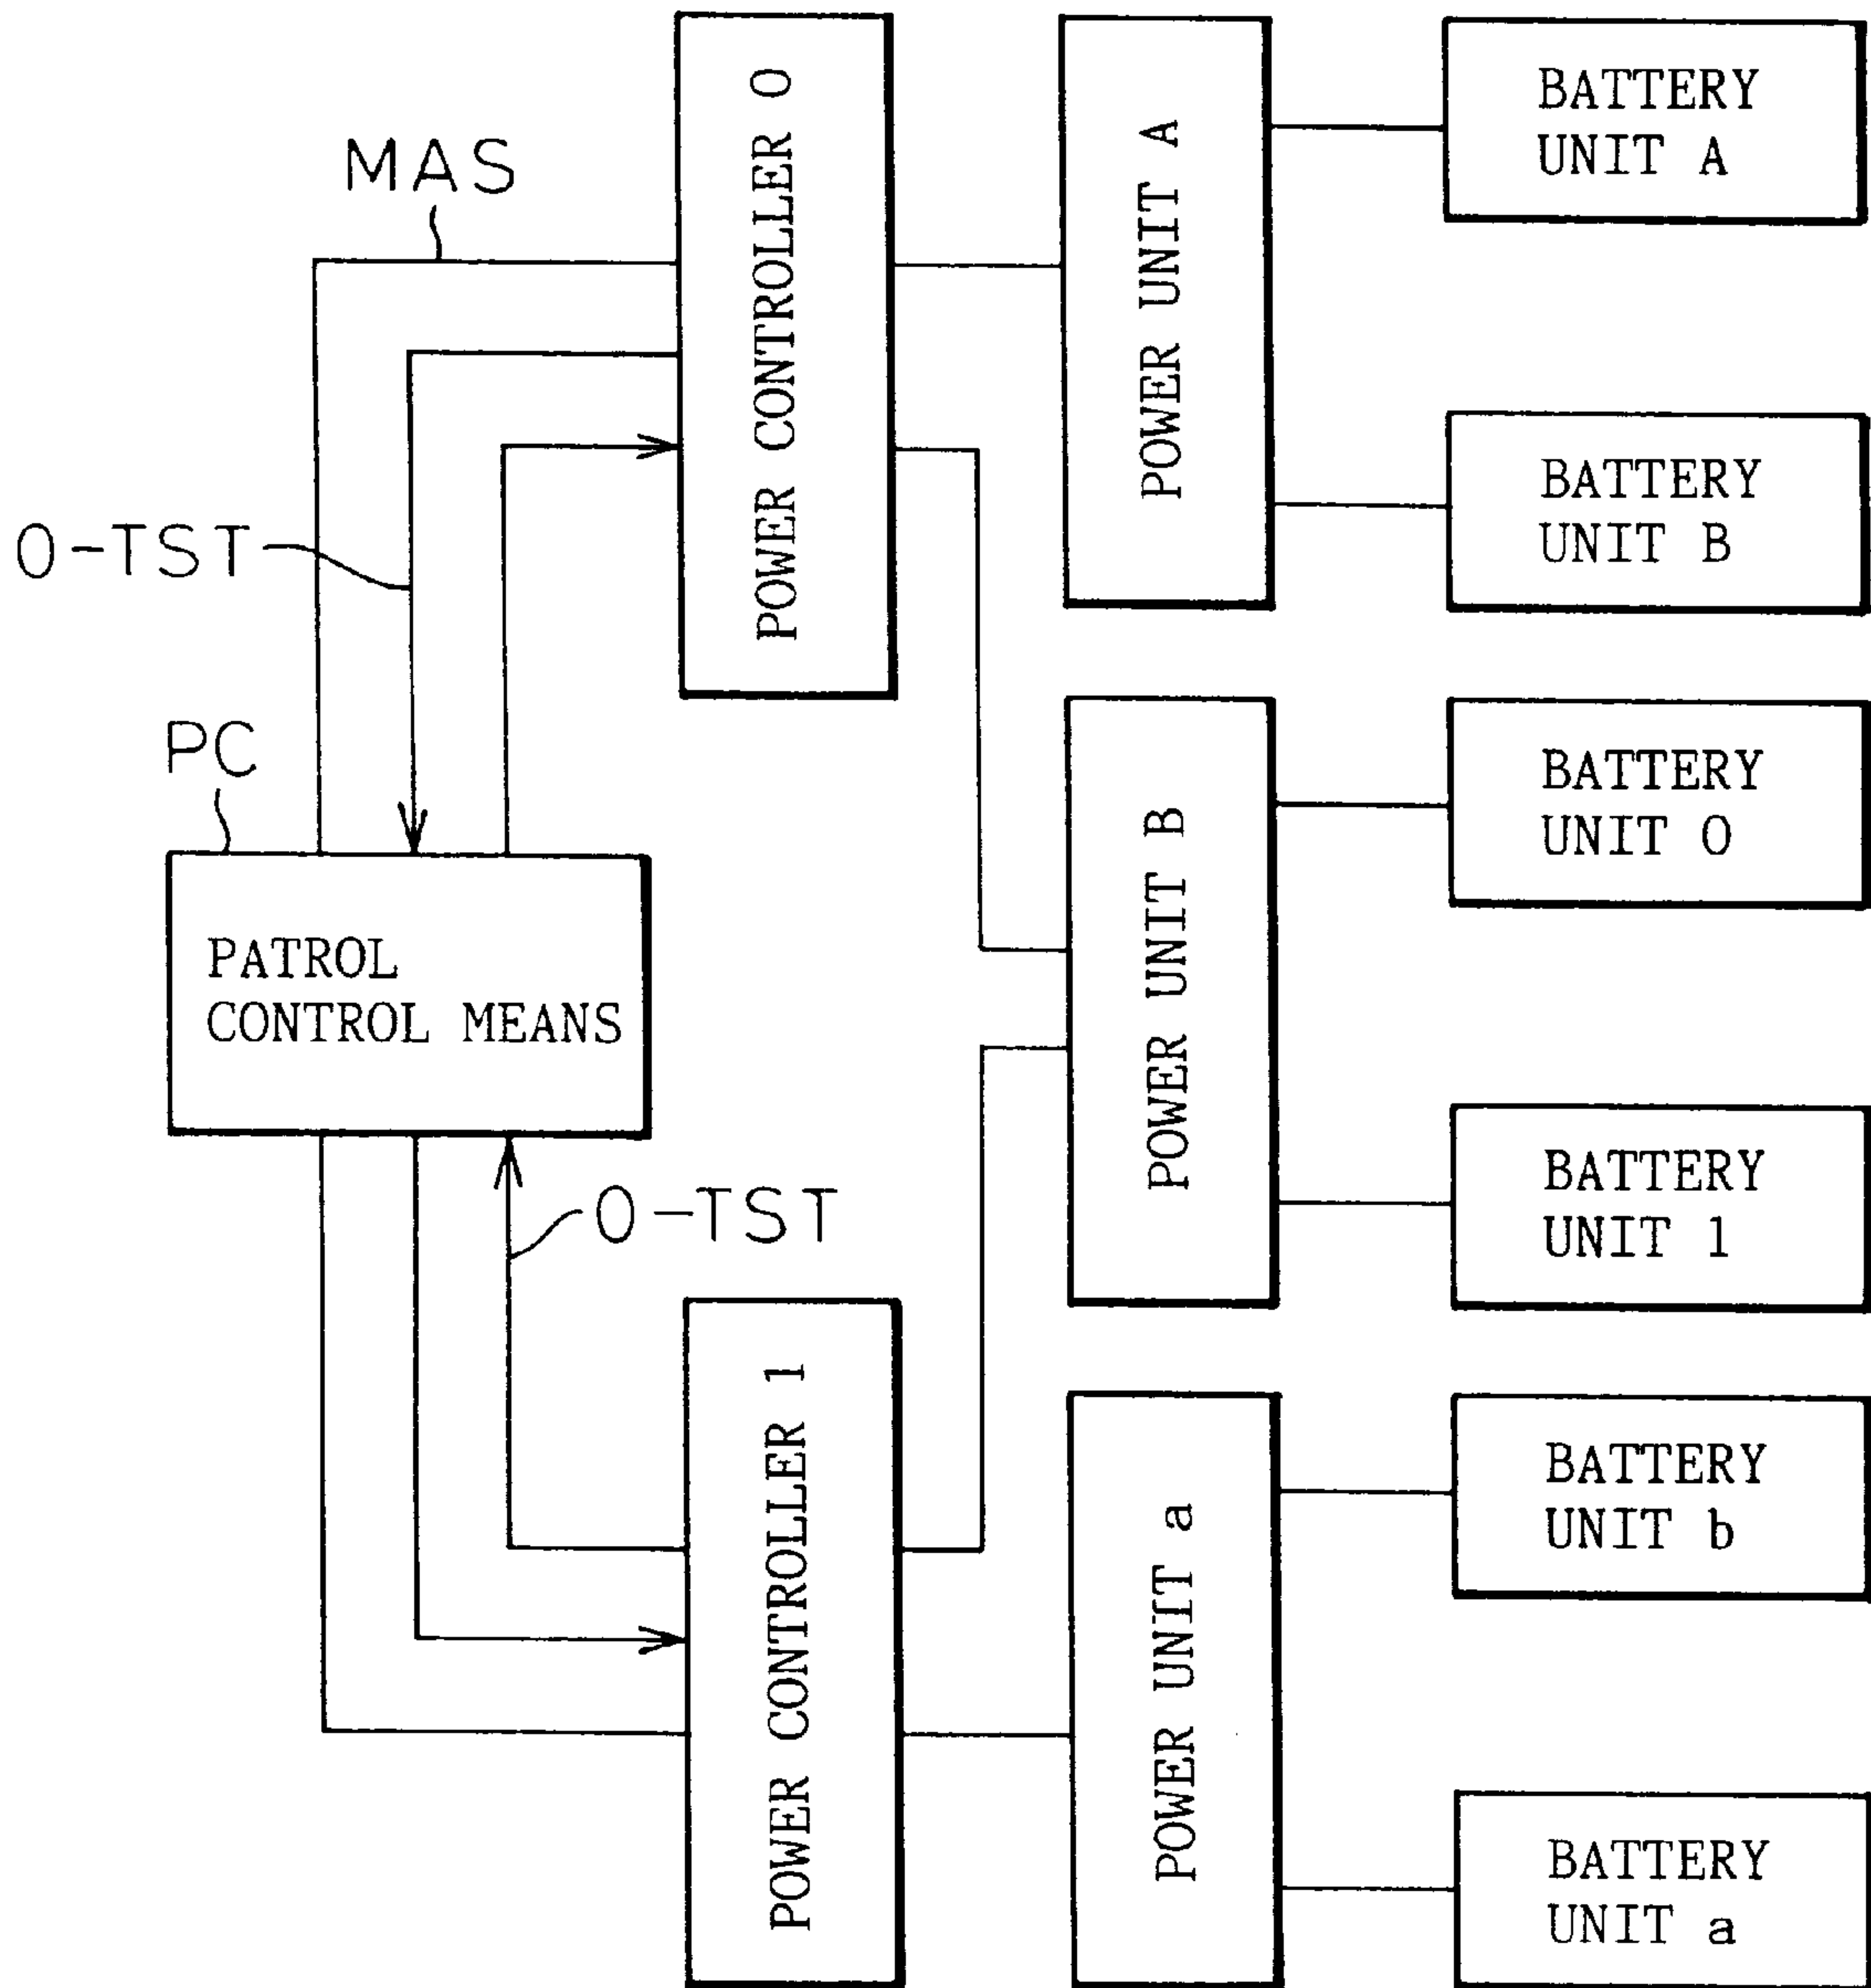 MAS
0-TST
PC
PATROL
CONTROL MEANS
0-TST
POWER CONTROLLER 0
POWER CONTROLLER 1
POWER UNIT A
POWER UNIT B
POWER UNIT a
BATTERY
UNIT A
BATTERY
UNIT B
BATTERY
UNIT 0
BATTERY
UNIT 1
BATTERY
UNIT b
BATTERY
UNIT a